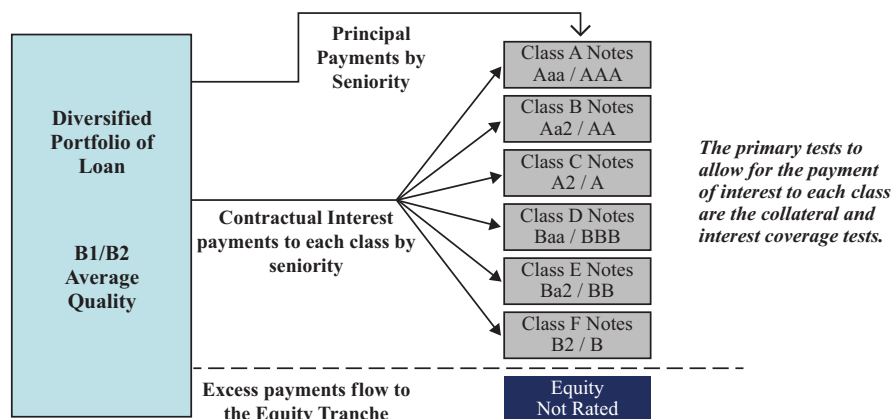 Principal
Payments by
Seniority
Diversified
Portfolio of
Loan
B1/B2
Average
Quality
Contractual Interest
payments to each class by
seniority
Class A Notes
Aaa / AAA
Class B Notes
Aa2 / AA
Class C Notes
A2 / A
Class D Notes
Baa / BBB
Class E Notes
Ba2 / BB
Class F Notes
B2 / B
The primary tests to
allow for the payment
of interest to each class
are the collateral and
interest coverage tests.
Excess payments flow to
the Equity Tranche
Equity
Not Rated